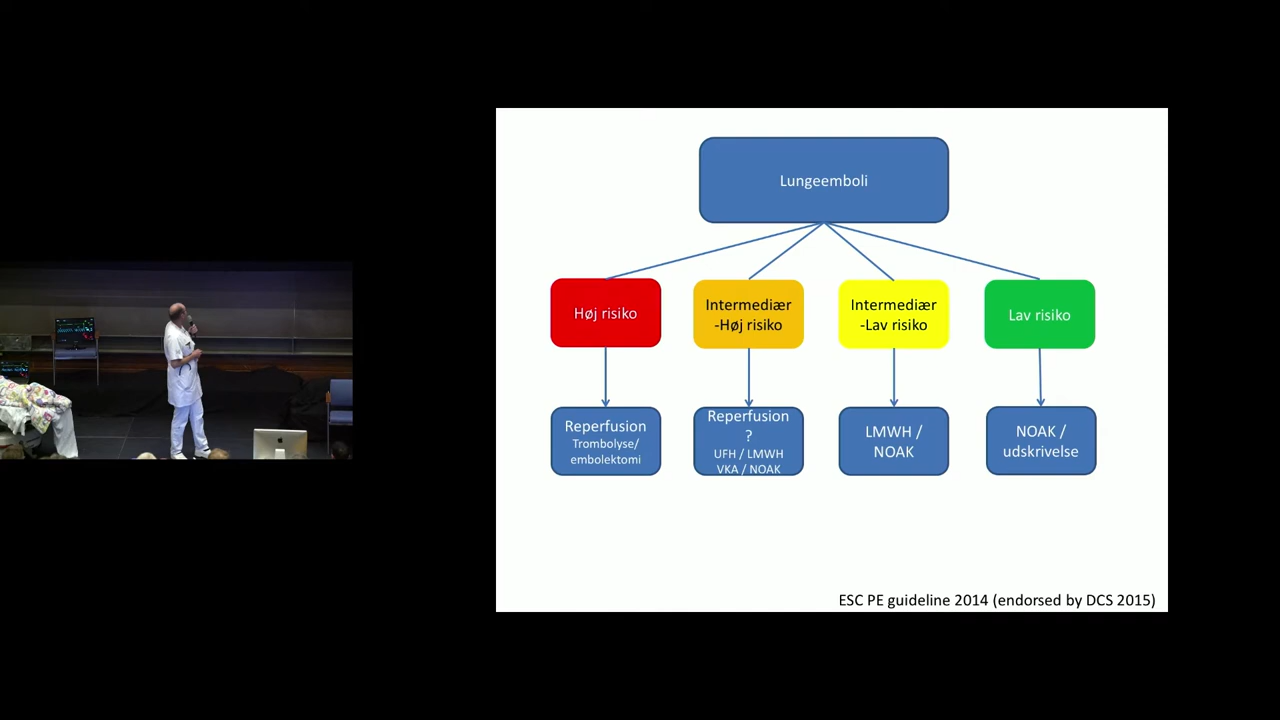 Lungeemboli
Høj risiko
Intermediær
-Høj risiko
Intermediær
-Lav risiko
Lav risiko
Reperfusion
Trombolyse/
embolektomi
Reperfusion
?
UFH / LMWH
VKA / NOAK
LMWH /
NOAK
NOAK /
udskrivelse
ESC PE guideline 2014 (endorsed by DCS 2015)